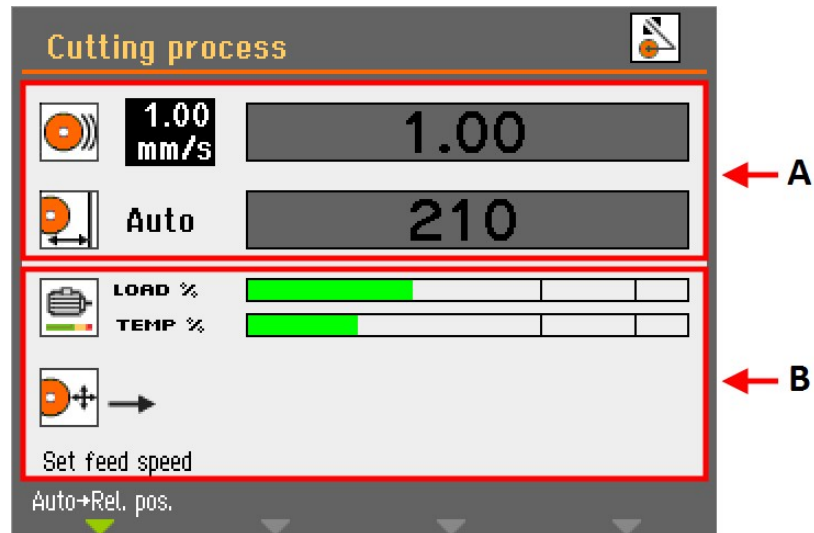 Cutting process
1.00 mm/s 1.00
Auto 210
A
LOAD %
TEMP %
B
Set feed speed
Auto→Rel. pos.